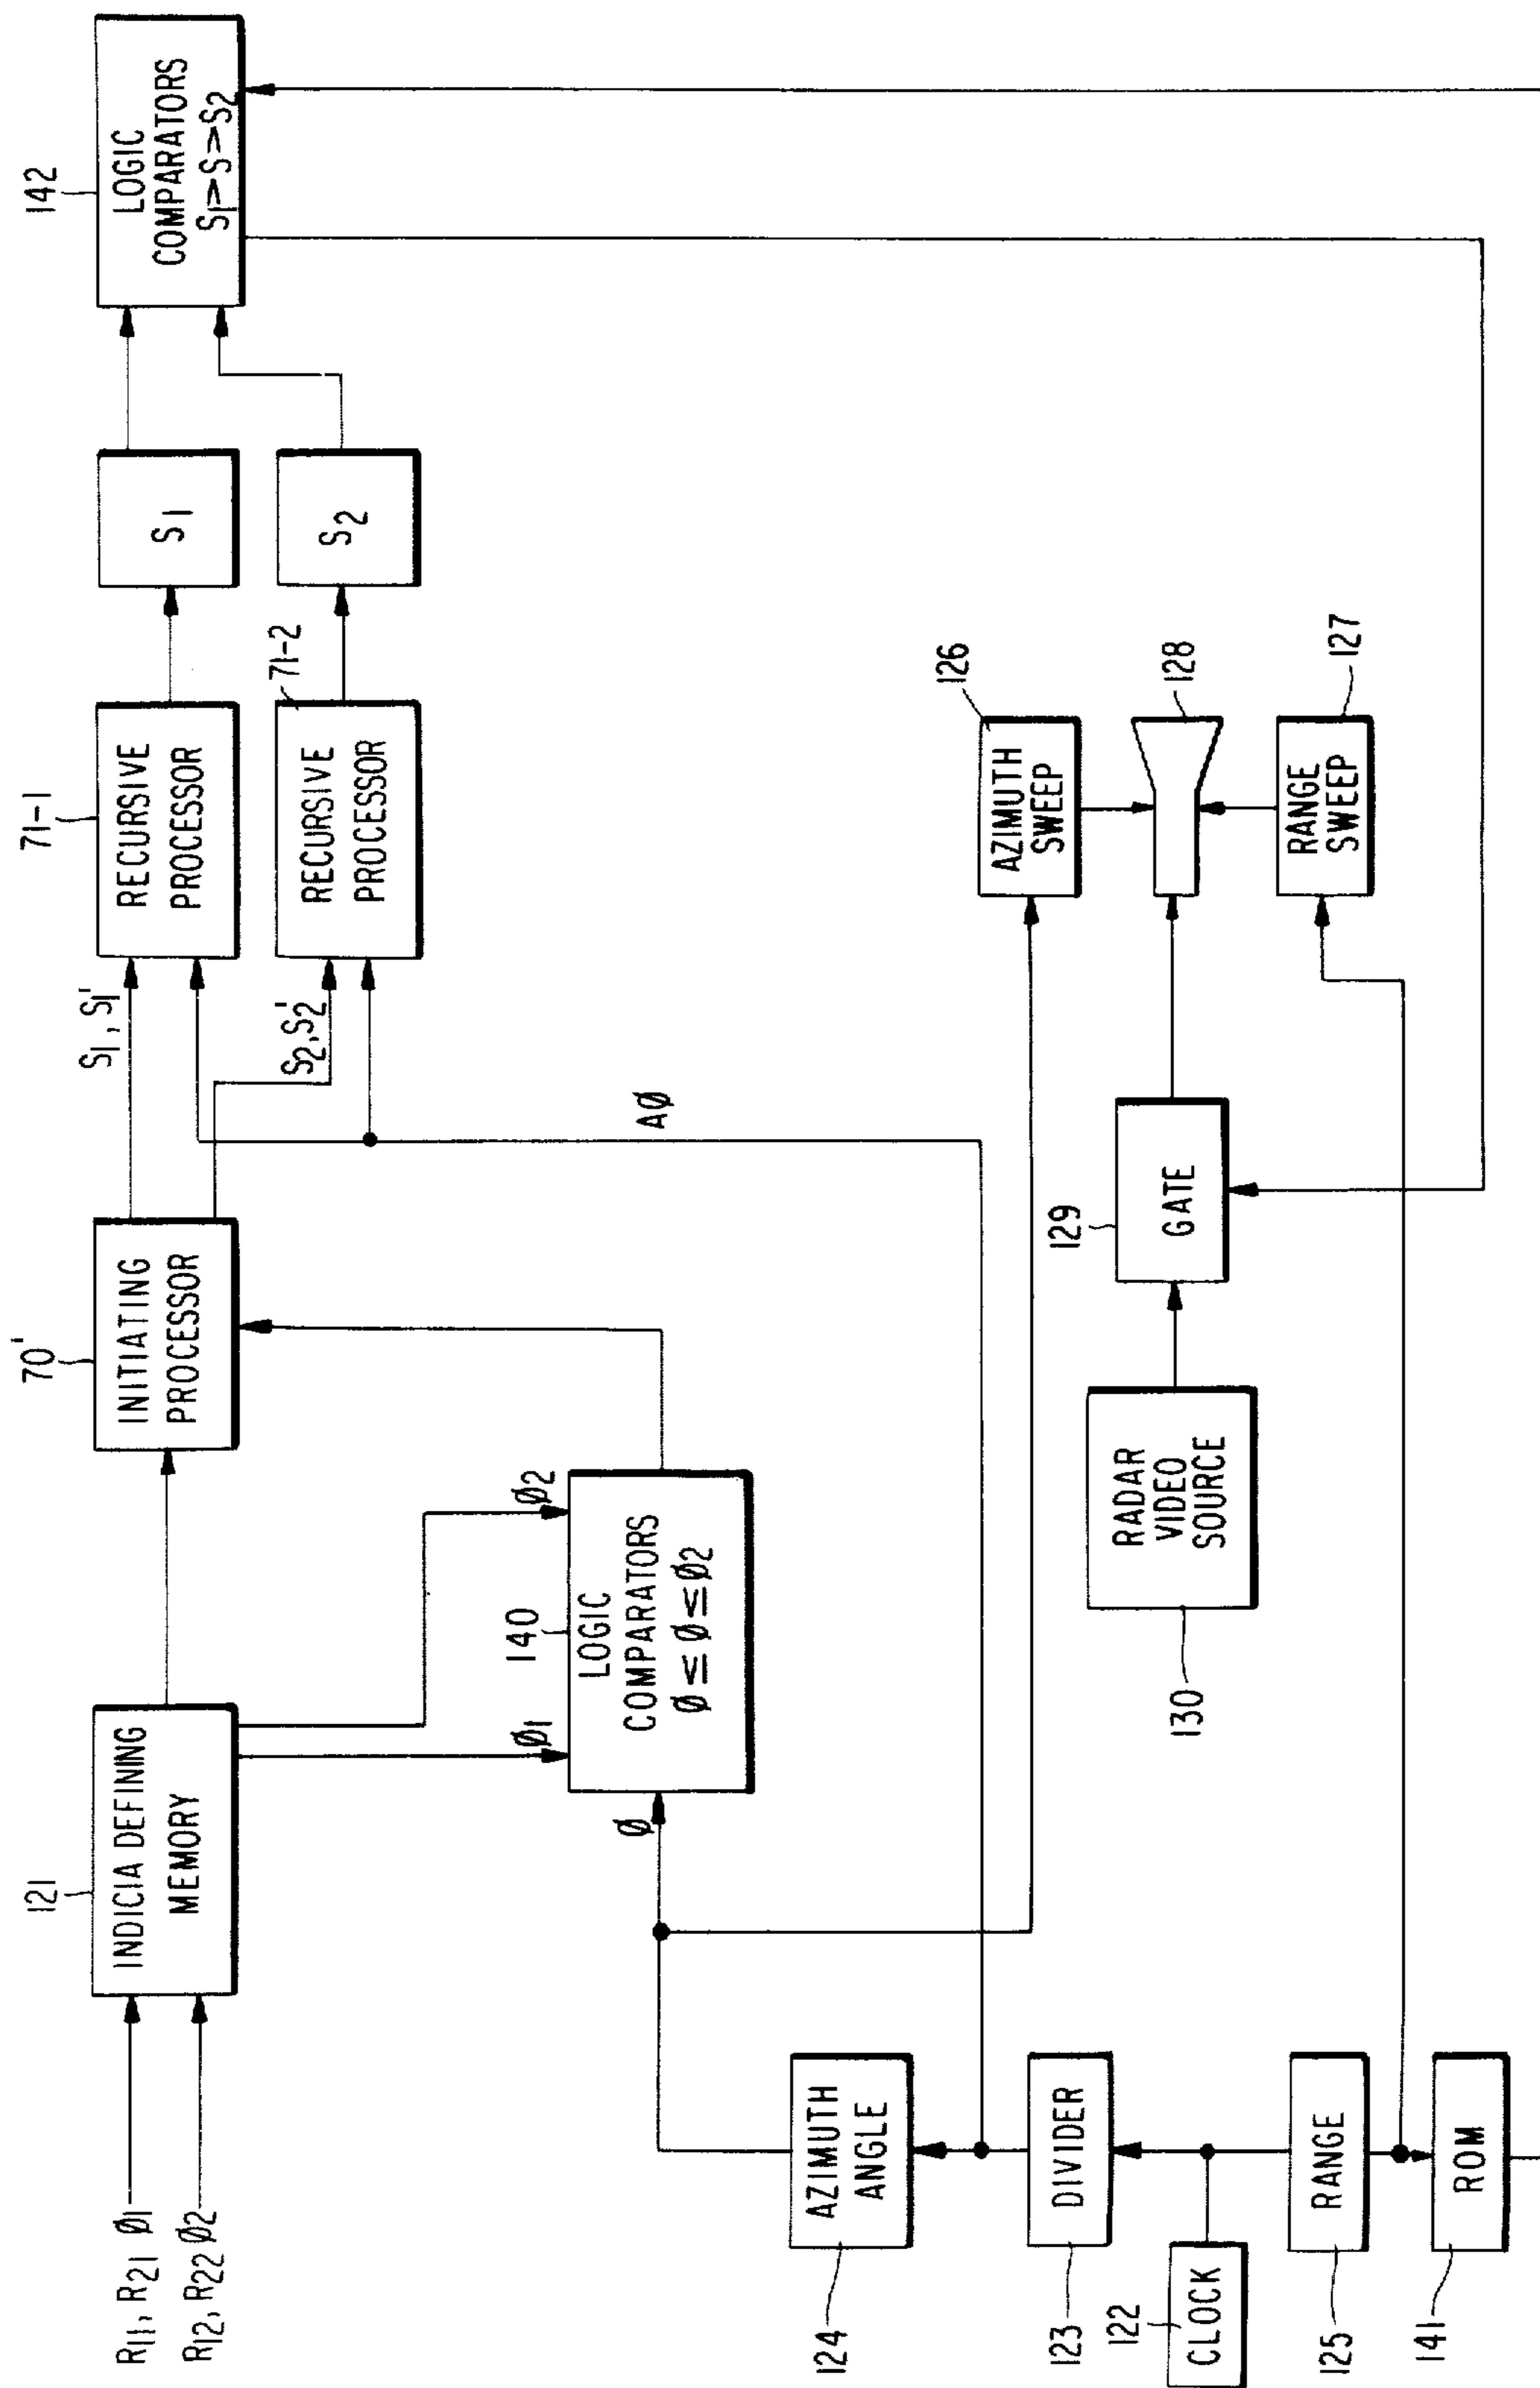 R11, R21 Ø1
R12, R22 Ø2
121
INDICIA DEFINING
MEMORY
70'
INITIATING
PROCESSOR
S1, S1'
S2, S2'
71-1
RECURSIVE
PROCESSOR
71-2
RECURSIVE
PROCESSOR
S1
S2
142
LOGIC
COMPARATORS
S1≥S≥S2
Ø1
Ø2
Ø
140
LOGIC
COMPARATORS
Ø≤Ø≤Ø2
AØ
124
AZIMUTH
ANGLE
123
DIVIDER
122
CLOCK
125
RANGE
141
ROM
130
RADAR
VIDEO
SOURCE
129
GATE
126
AZIMUTH
SWEEP
128
127
RANGE
SWEEP